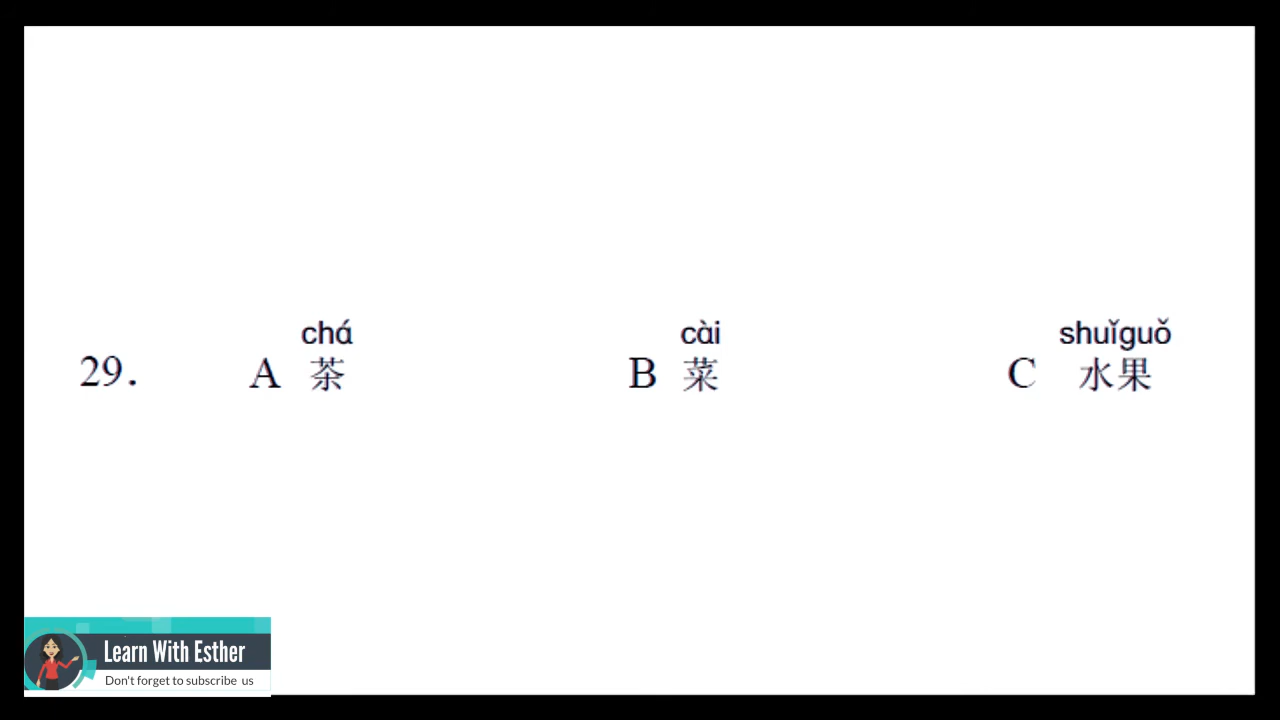 chá cài shuǐguǒ
29. A 茶 B 菜 C 水果
Learn With Esther
Don't forget to subscribe us